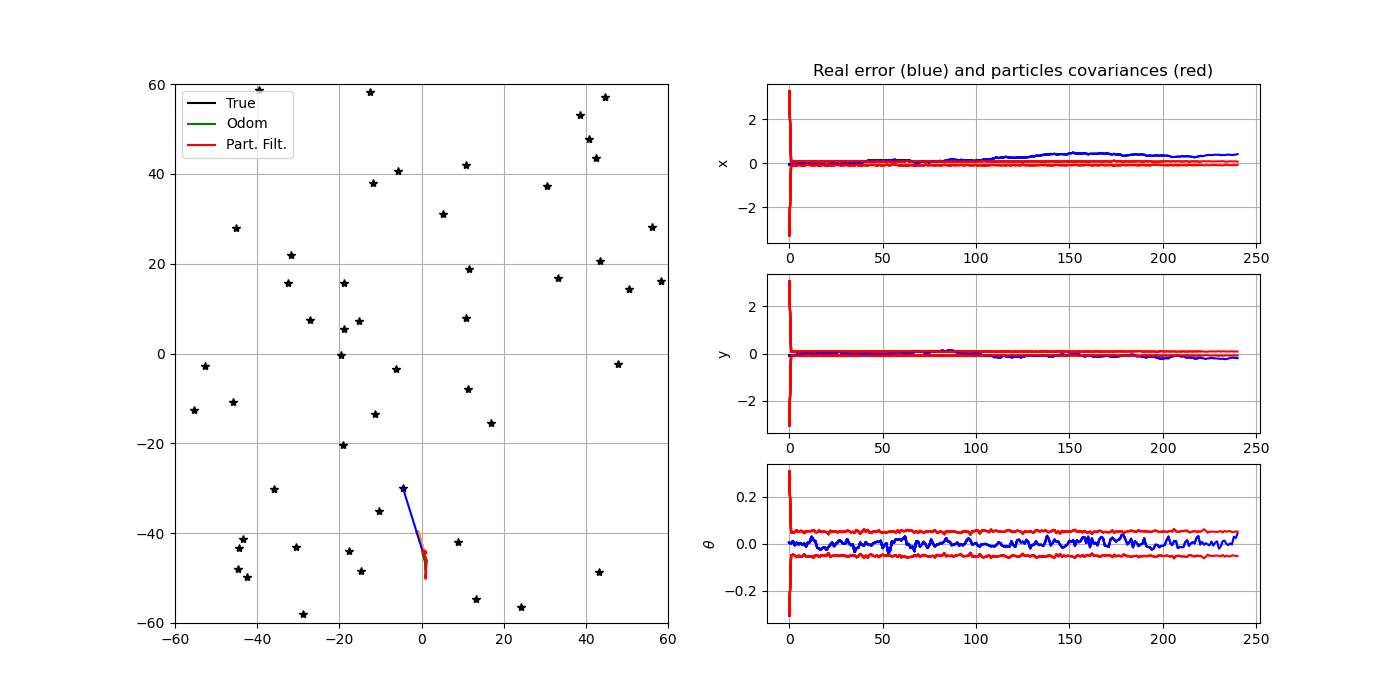 True
Odom
Part. Filt.
60
40
20
0
−20
−40
−60
−60 −40 −20 0 20 40 60
Real error (blue) and particles covariances (red)
x
2
0
−2
0 50 100 150 200 250
y
2
0
−2
0 50 100 150 200 250
θ
0.2
0.0
−0.2
0 50 100 150 200 250